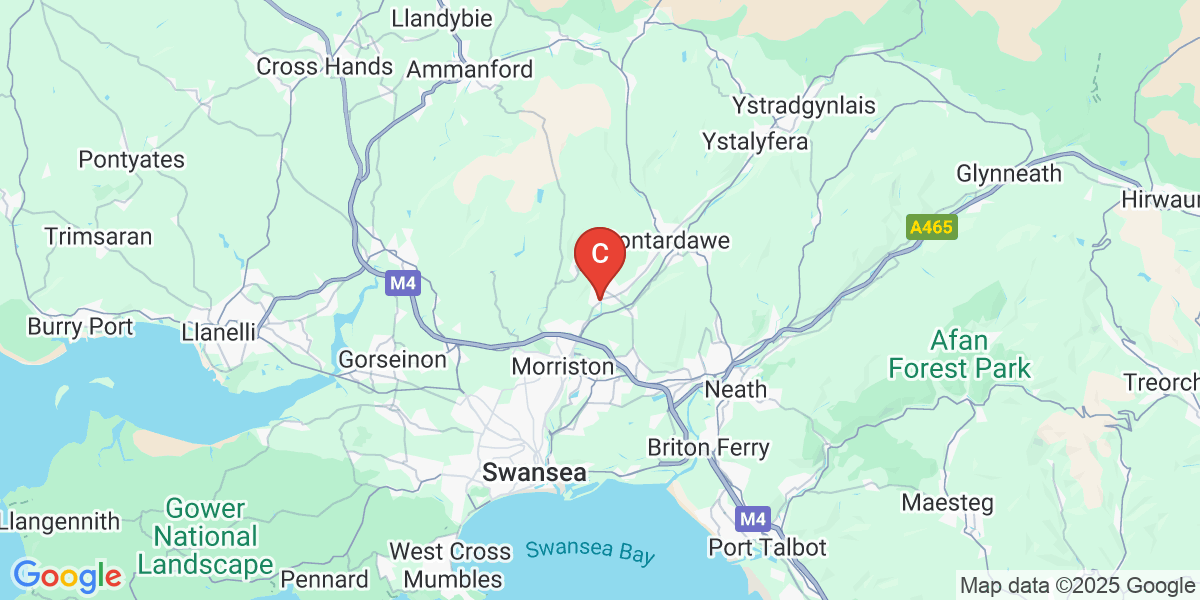 Llandybie
Cross Hands
Ammanford
Ystradgynlais
Ystalyfera
Pontyates
Glynneath
Hirwaun
Trimsaran
A465
ontardawe
C
M4
Burry Port
Llanelli
Gorseinon
Morriston
Afan
Forest Park
Neath
Treorch
Briton Ferry
Swansea
Maesteg
Llangennith
Gower
National
Landscape
M4
Swansea Bay
West Cross
Mumbles
Port Talbot
Pennard
Google
Map data ©2025 Google